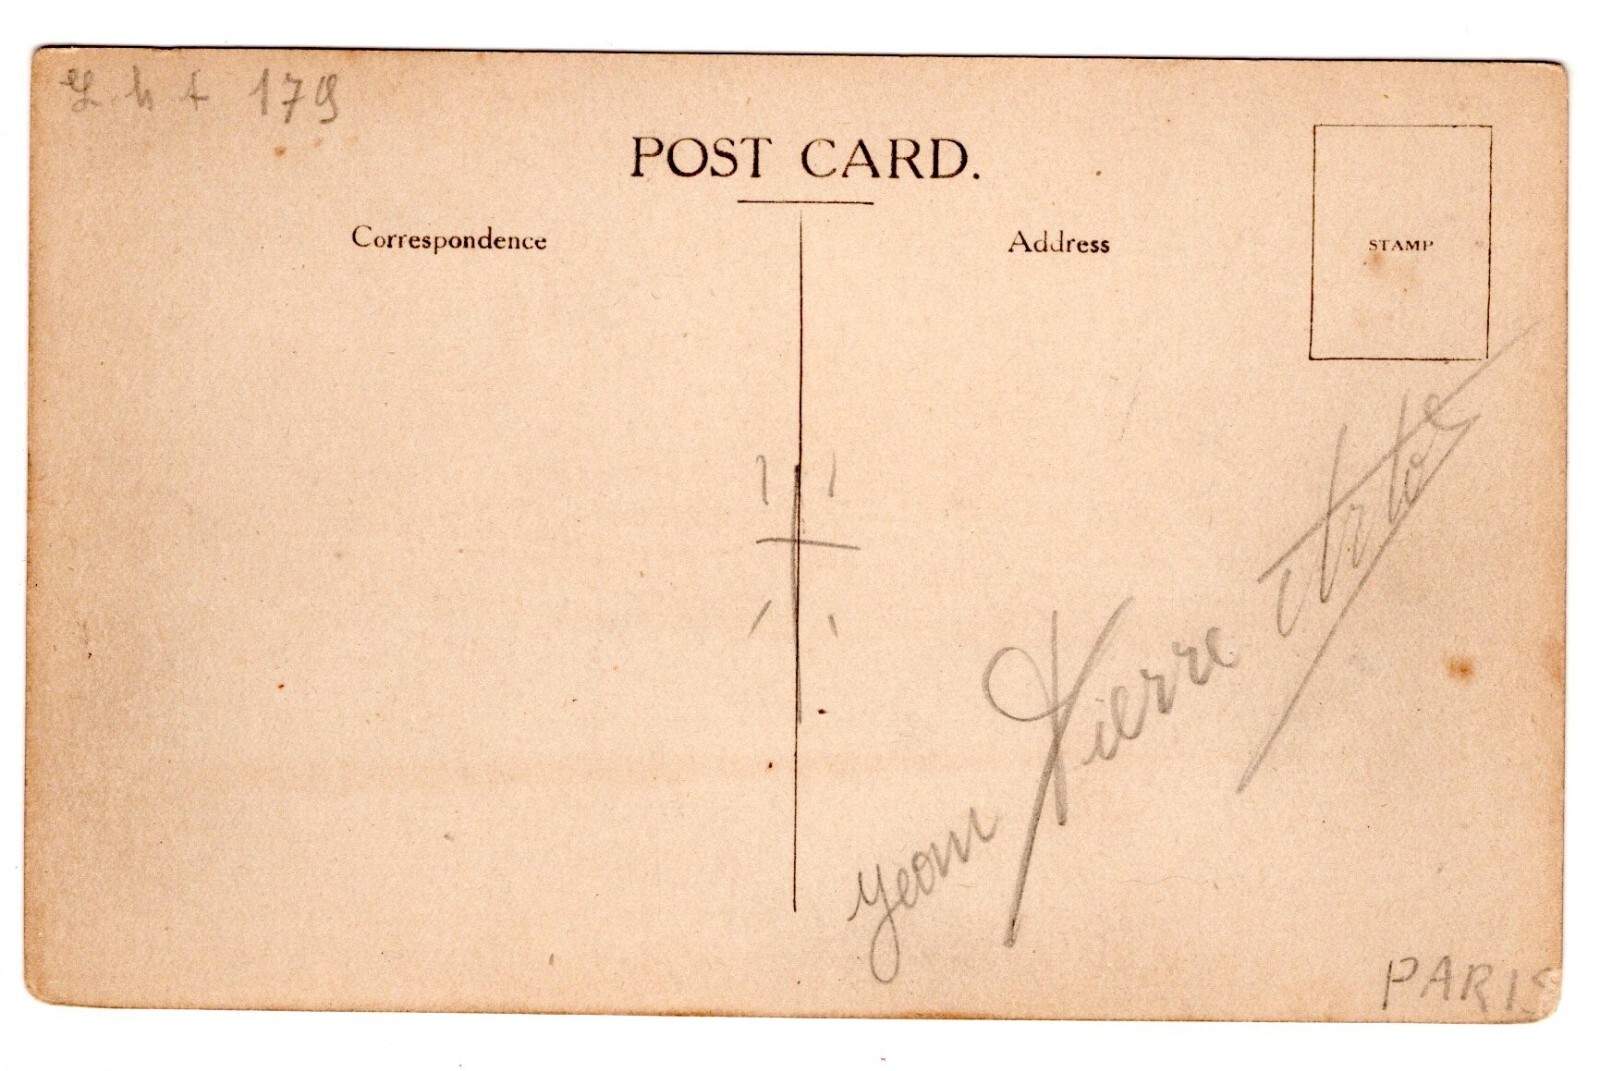 179
POST CARD.
Correspondence
Address
STAMP
Pierre
PARIS